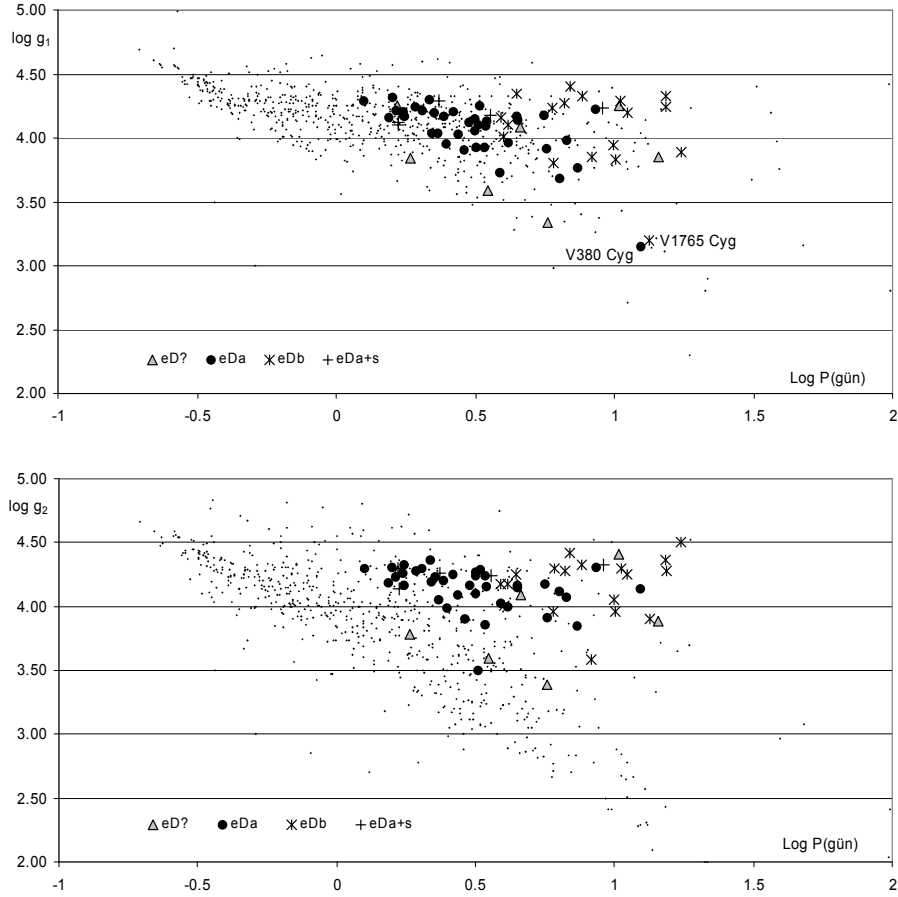 5.00
log g1
4.50
4.00
3.50
3.00
2.50
2.00
V380 Cyg
V1765 Cyg
eD? eDa eDb eDa+s
Log P(gün)
-1 -0.5 0 0.5 1 1.5 2
5.00
log g2
4.50
4.00
3.50
3.00
2.50
2.00
eD? eDa eDb eDa+s
Log P(gün)
-1 -0.5 0 0.5 1 1.5 2